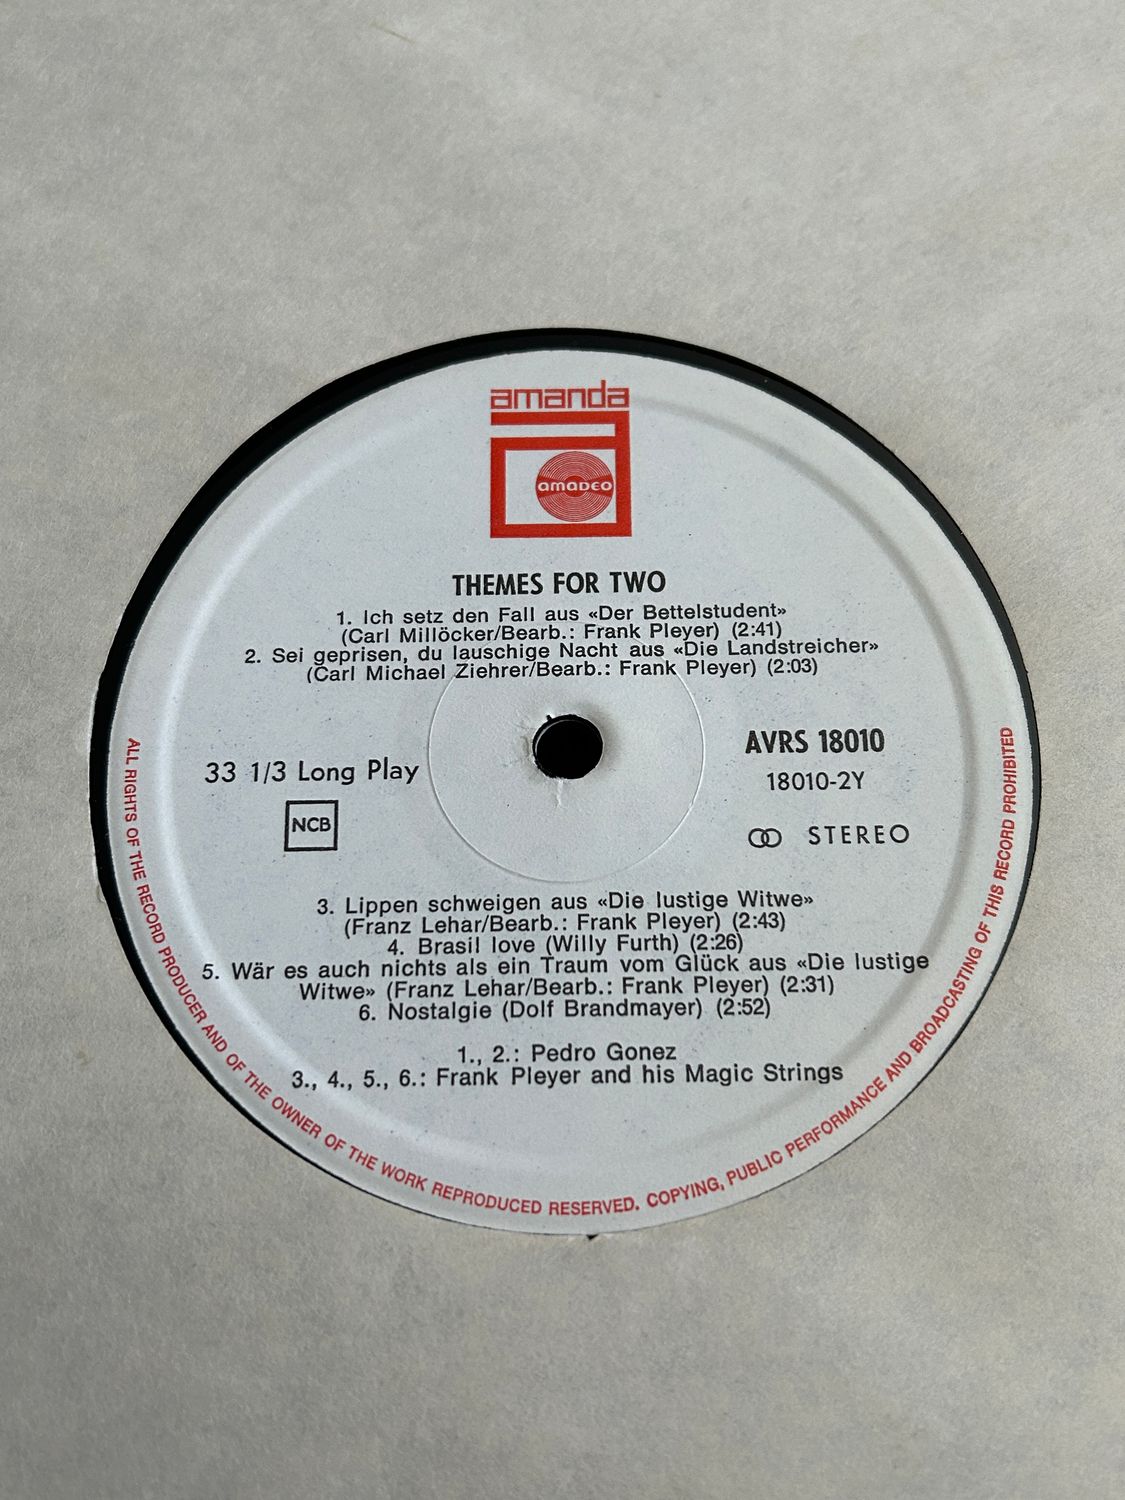 amanda
amadeo
THEMES FOR TWO
1. Ich setz den Fall aus «Der Bettelstudent»
(Carl Millöcker/Bearb.: Frank Pleyer) (2:41)
2. Sei geprisen, du lauschige Nacht aus «Die Landstreicher»
(Carl Michael Ziehrer/Bearb.: Frank Pleyer) (2:03)
33 1/3 Long Play
NCB
AVRS 18010
18010-2Y
STEREO
3. Lippen schweigen aus «Die lustige Witwe»
(Franz Lehar/Bearb.: Frank Pleyer) (2:43)
4. Brasil love (Willy Furth) (2:26)
5. Wär es auch nichts als ein Traum vom Glück aus «Die lustige
Witwe» (Franz Lehar/Bearb.: Frank Pleyer) (2:31)
6. Nostalgie (Dolf Brandmayer) (2:52)
1., 2.: Pedro Gonez
3., 4., 5., 6.: Frank Pleyer and his Magic Strings
ALL RIGHTS OF THE RECORD PRODUCER AND OF THE OWNER OF THE WORK REPRODUCED RESERVED. COPYING, PUBLIC PERFORMANCE AND BROADCASTING OF THIS RECORD PROHIBITED